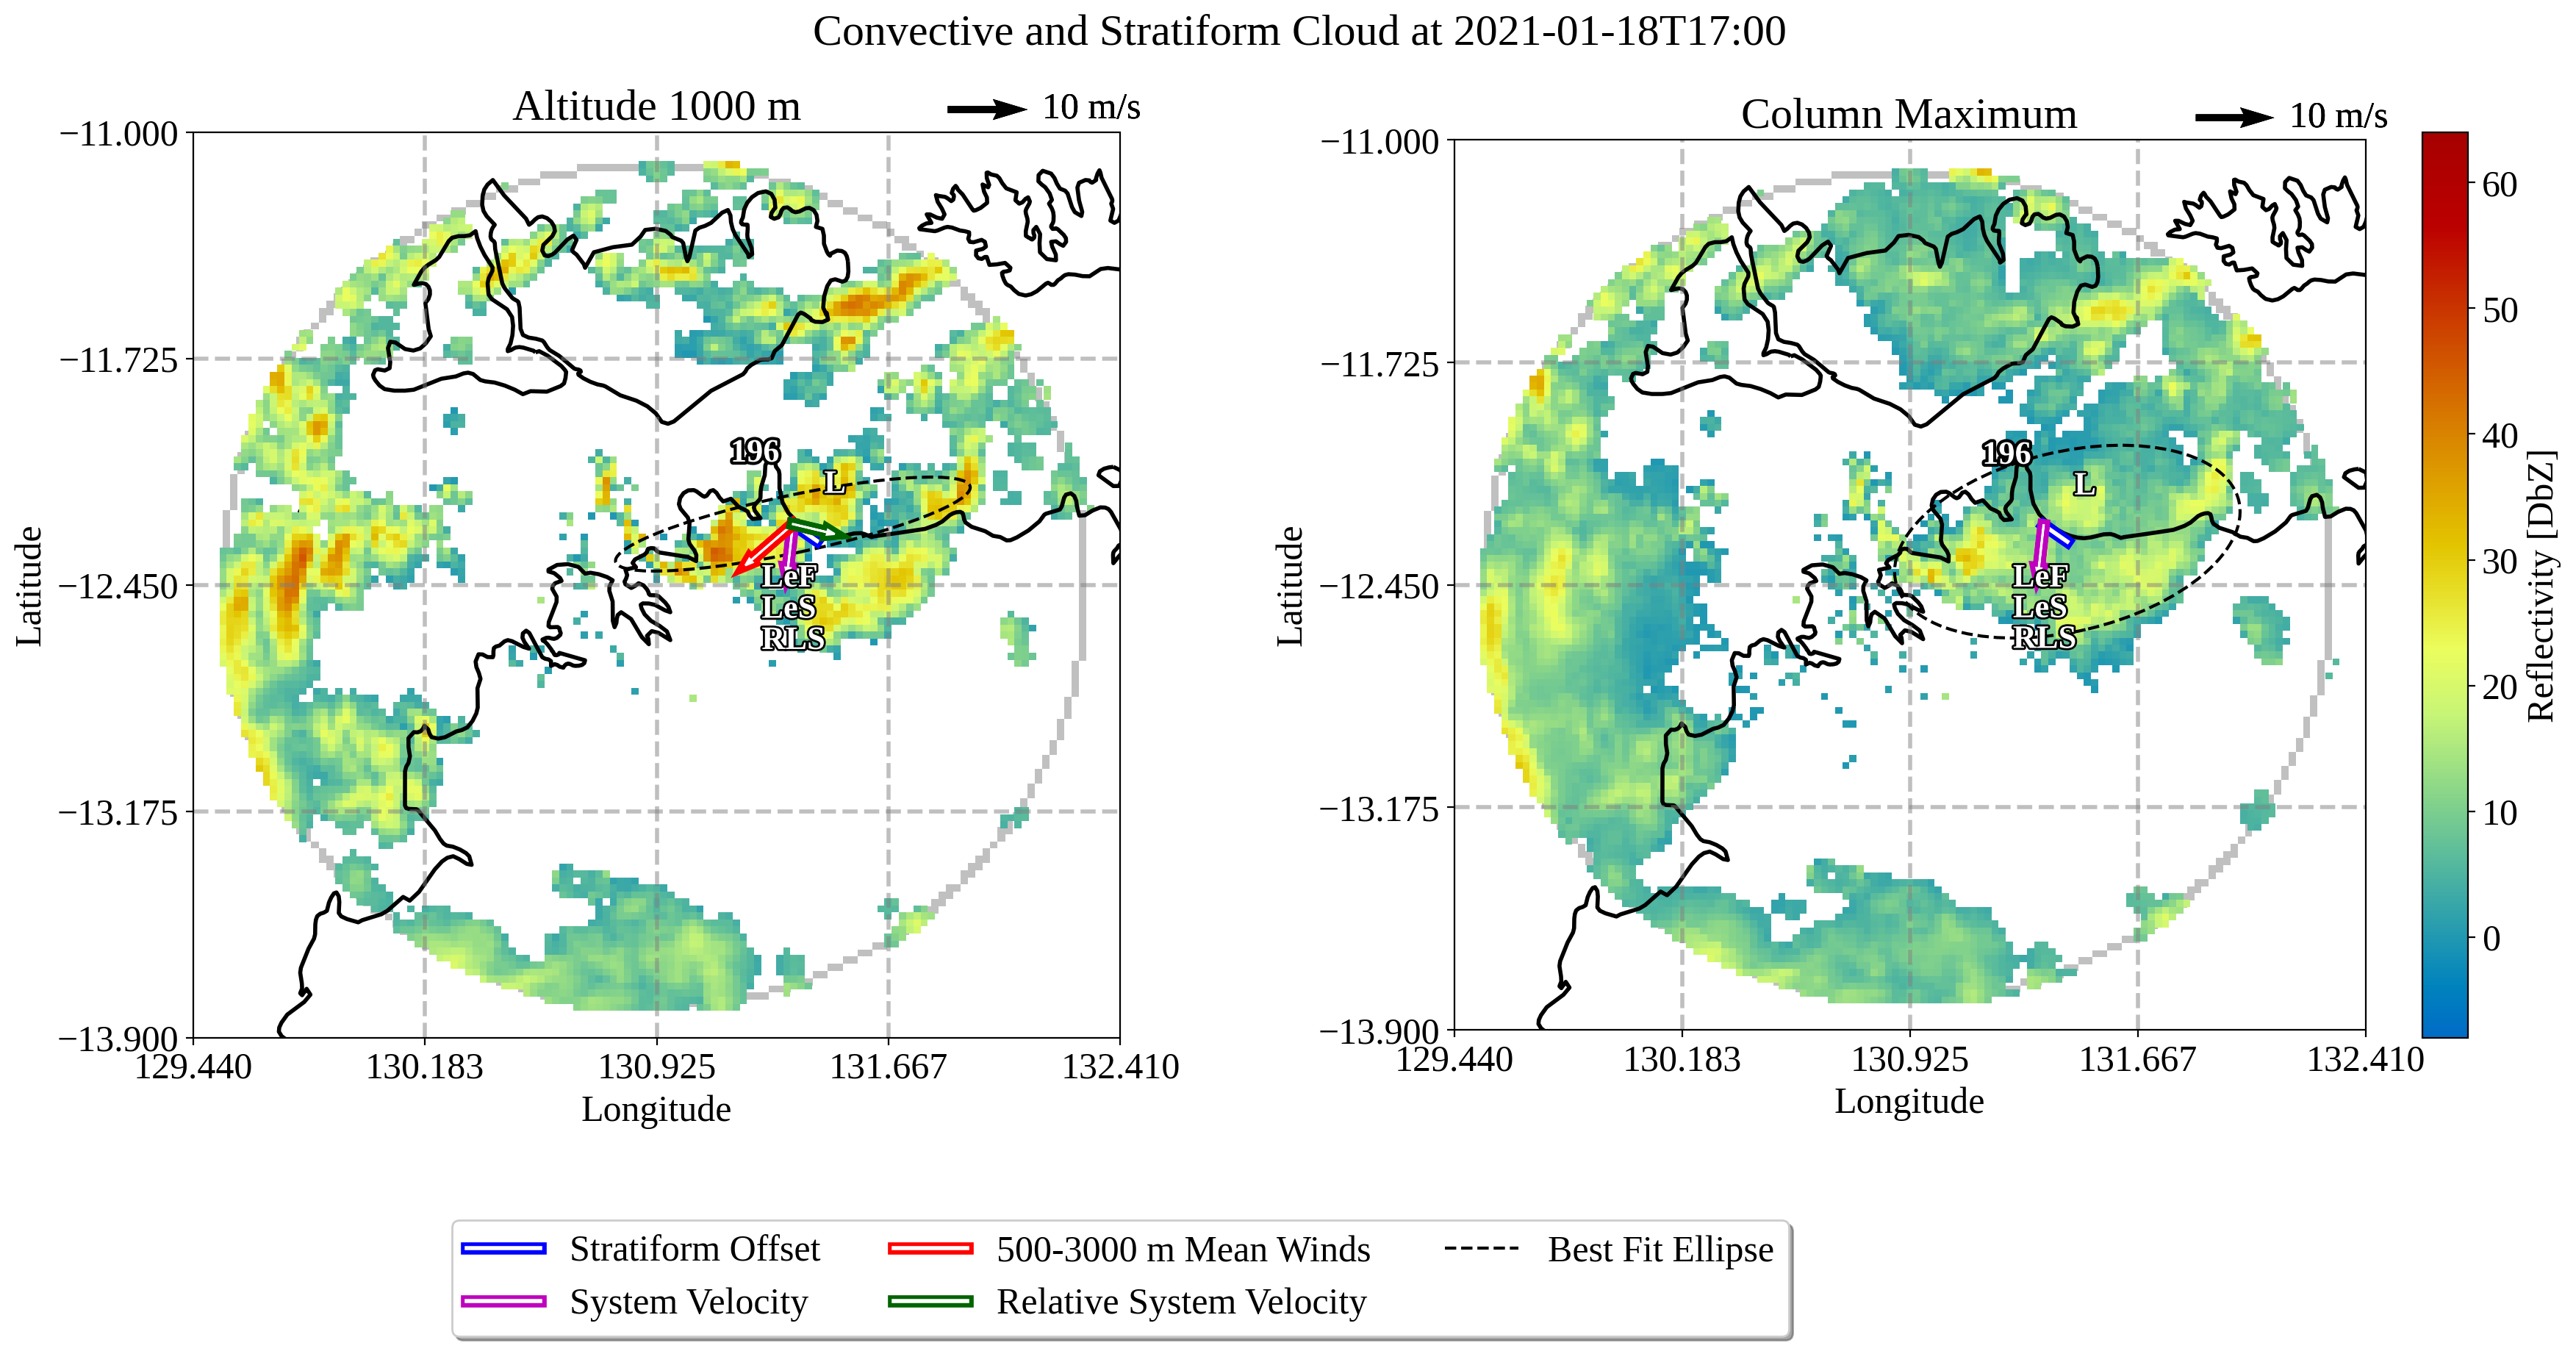 Convective and Stratiform Cloud at 2021-01-18T17:00
Altitude 1000 m
10 m/s
−11.000
−11.725
−12.450
−13.175
−13.900
129.440
130.183
130.925
131.667
132.410
Latitude
Longitude
196
L
LeF
LeS
RLS
Column Maximum
10 m/s
−11.000
−11.725
−12.450
−13.175
−13.900
129.440
130.183
130.925
131.667
132.410
Latitude
Longitude
196
L
LeF
LeS
RLS
60
50
40
30
20
10
0
Reflectivity [DbZ]
Stratiform Offset
System Velocity
500-3000 m Mean Winds
Relative System Velocity
Best Fit Ellipse